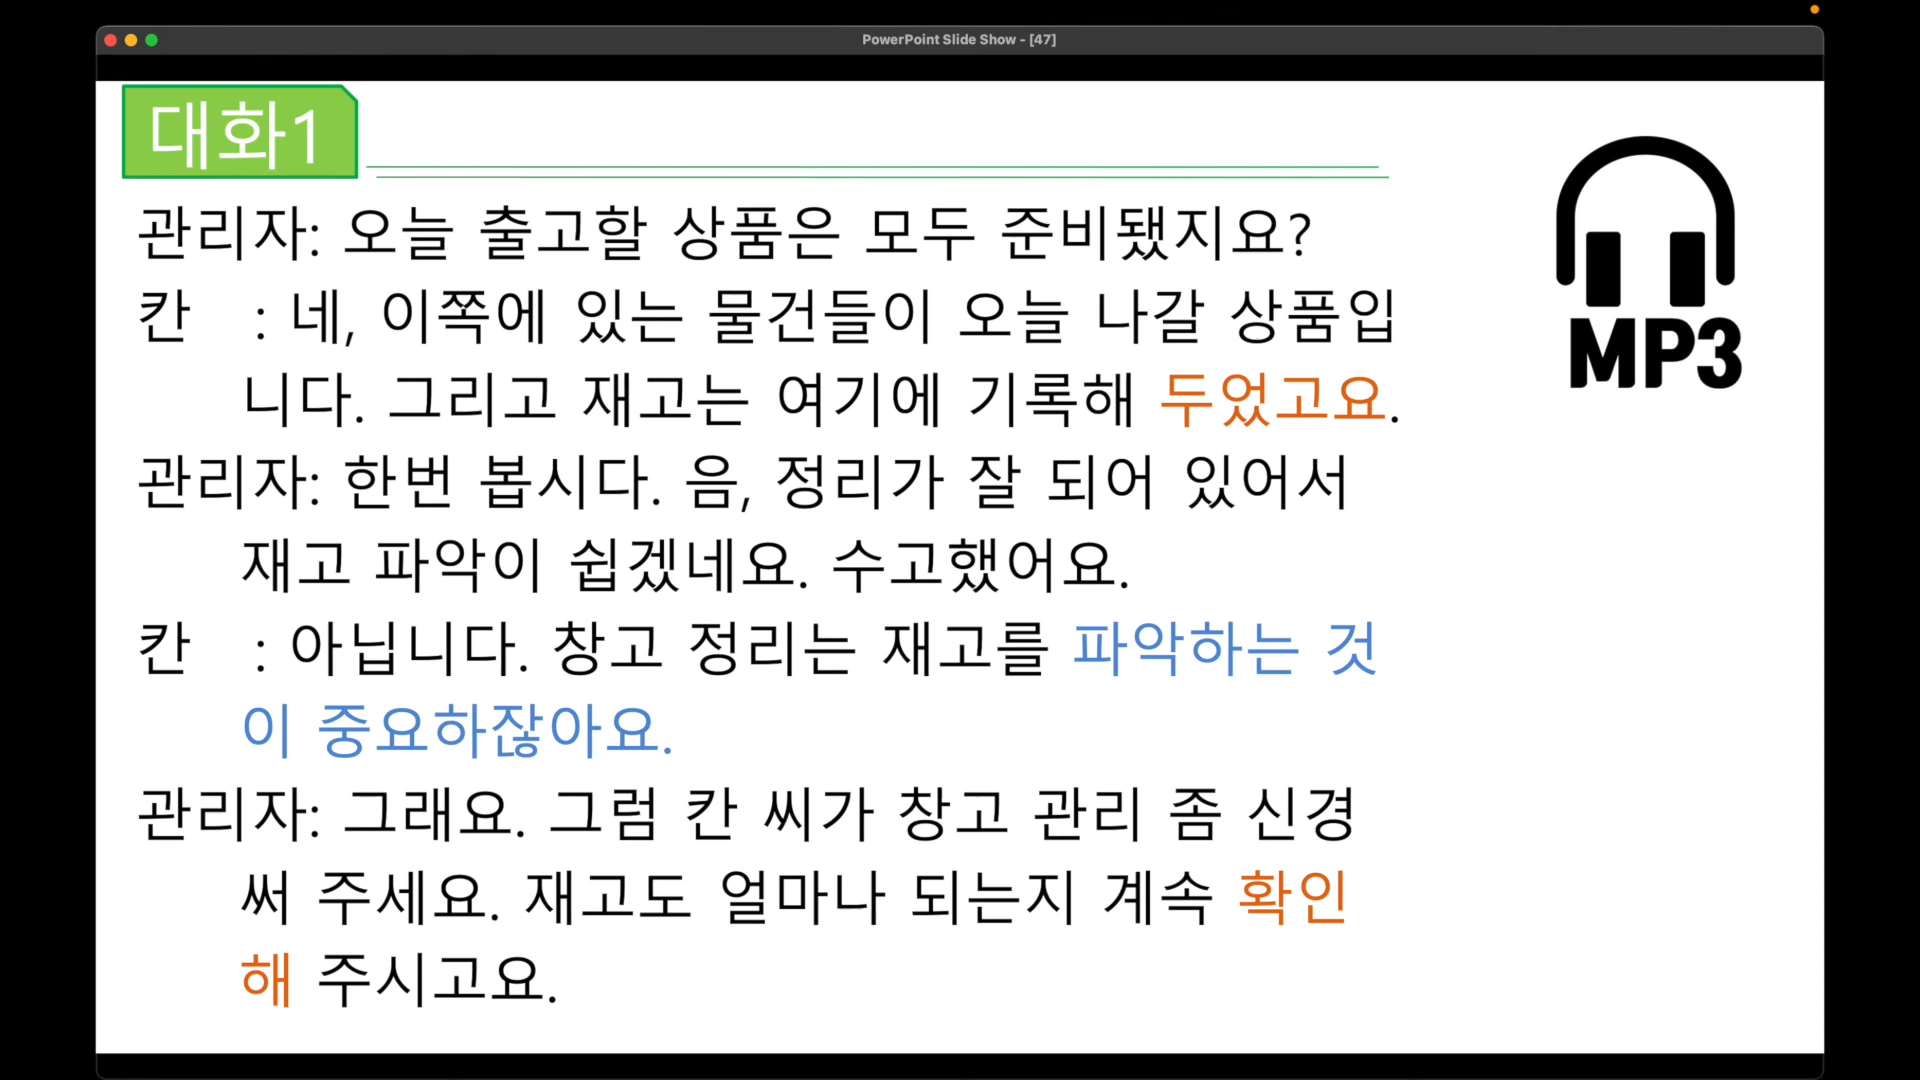 PowerPoint Slide Show - [47]
대화1
관리자: 오늘 출고할 상품은 모두 준비됐지요?
칸 : 네, 이쪽에 있는 물건들이 오늘 나갈 상품입
니다. 그리고 재고는 여기에 기록해 두었고요.
관리자: 한번 봅시다. 음, 정리가 잘 되어 있어서
재고 파악이 쉽겠네요. 수고했어요.
칸 : 아닙니다. 창고 정리는 재고를 파악하는 것
이 중요하잖아요.
관리자: 그래요. 그럼 칸 씨가 창고 관리 좀 신경
써 주세요. 재고도 얼마나 되는지 계속 확인
해 주시고요.
MP3